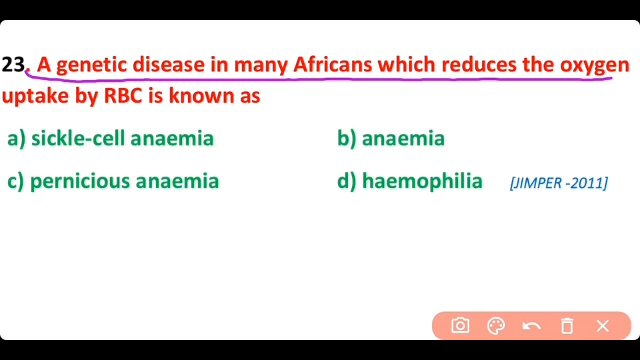 23. A genetic disease in many Africans which reduces the oxygen
uptake by RBC is known as
a) sickle-cell anaemia b) anaemia
c) pernicious anaemia d) haemophilia [JIMPER -2011]